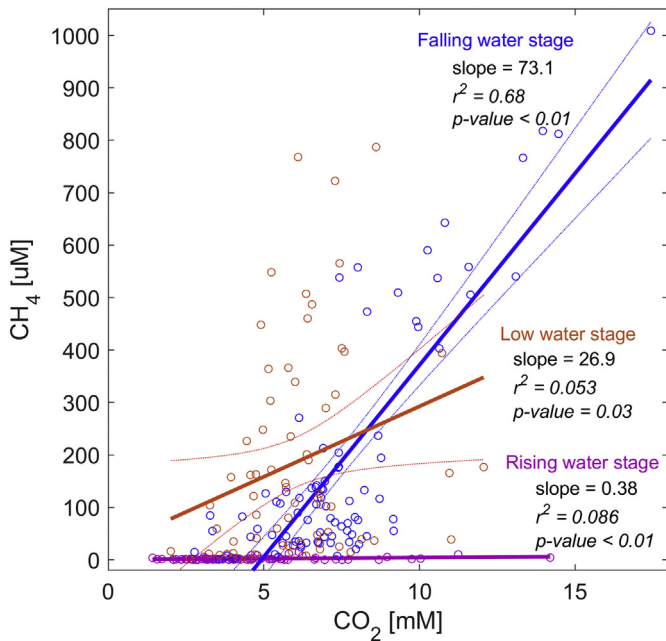 1000
900
800
700
600
500
400
300
200
100
0
CH₄ [uM]
Falling water stage
slope = 73.1
r² = 0.68
p-value < 0.01
Low water stage
slope = 26.9
r² = 0.053
p-value = 0.03
Rising water stage
slope = 0.38
r² = 0.086
p-value < 0.01
0 5 10 15
CO₂ [mM]